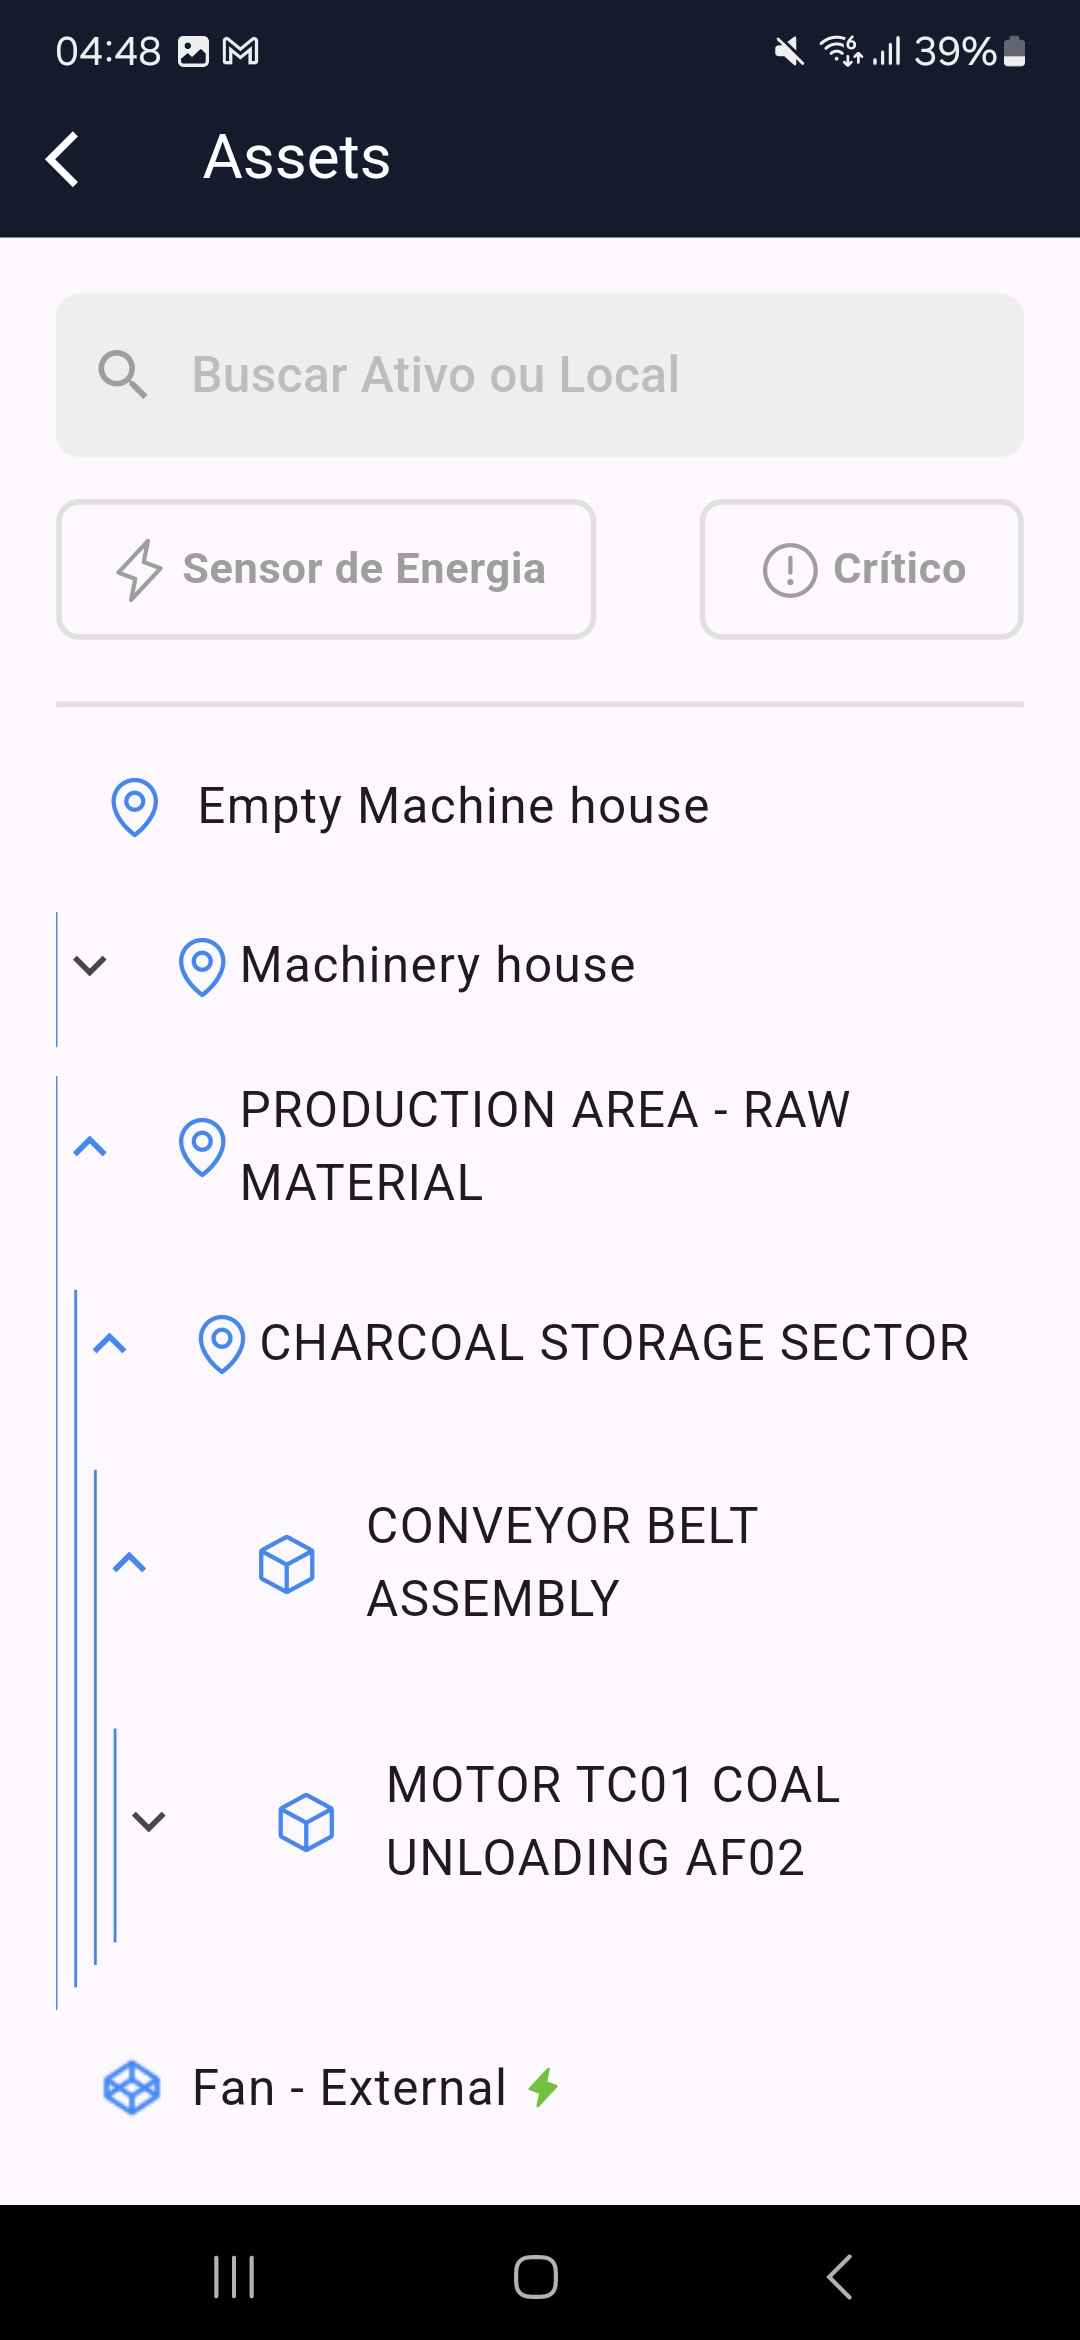 04:48
39%
Assets
Buscar Ativo ou Local
Sensor de Energia
Crítico
Empty Machine house
Machinery house
PRODUCTION AREA - RAW
MATERIAL
CHARCOAL STORAGE SECTOR
CONVEYOR BELT
ASSEMBLY
MOTOR TC01 COAL
UNLOADING AF02
Fan - External